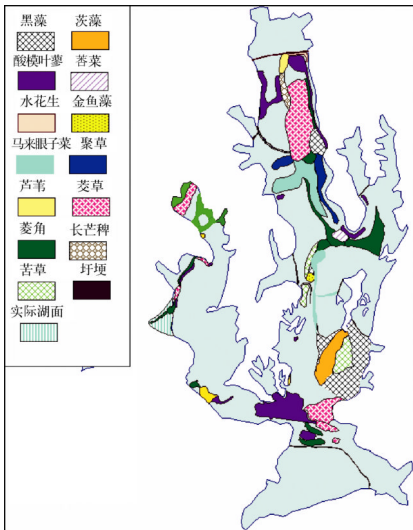 黑藻 茨藻
酸模叶蓼 莕菜
水花生 金鱼藻
马来眼子菜 聚草
芦苇 茭草
菱角 长芒稗
苦草 圩埂
实际湖面